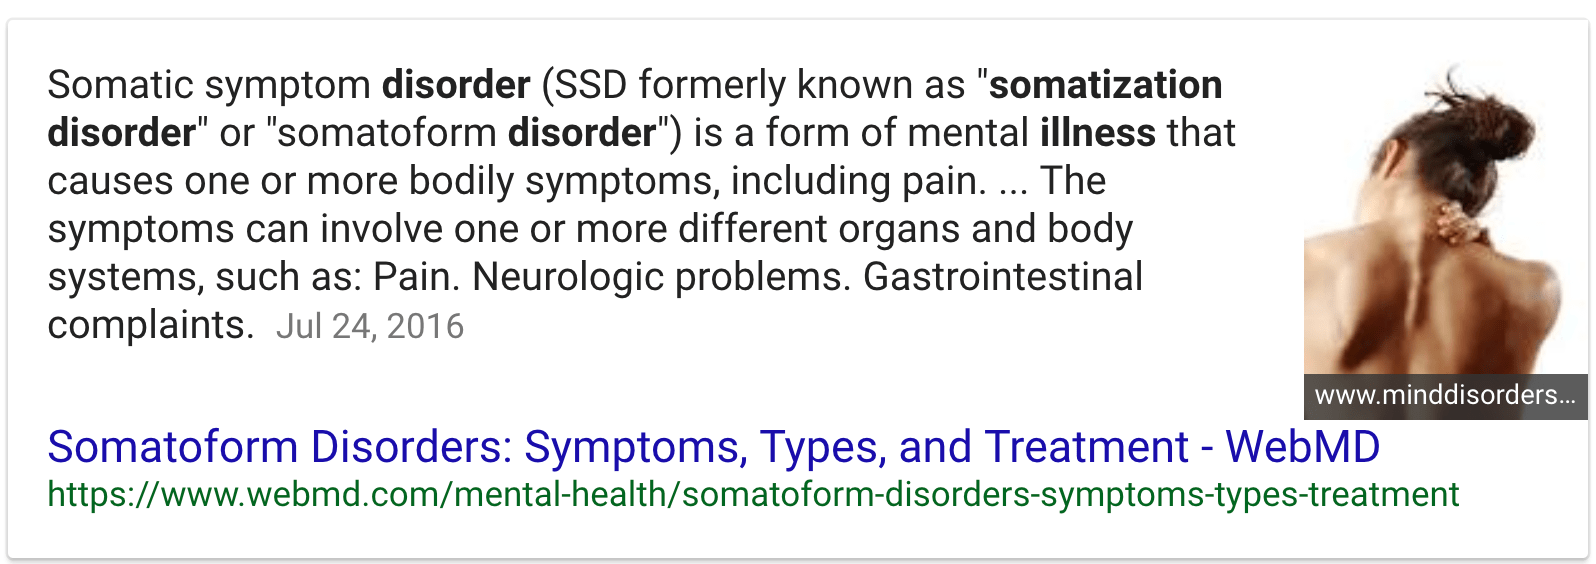 Somatic symptom disorder (SSD formerly known as "somatization
disorder" or "somatoform disorder") is a form of mental illness that
causes one or more bodily symptoms, including pain. ... The
symptoms can involve one or more different organs and body
systems, such as: Pain. Neurologic problems. Gastrointestinal
complaints. Jul 24, 2016
www.minddisorders...
Somatoform Disorders: Symptoms, Types, and Treatment - WebMD
https://www.webmd.com/mental-health/somatoform-disorders-symptoms-types-treatment